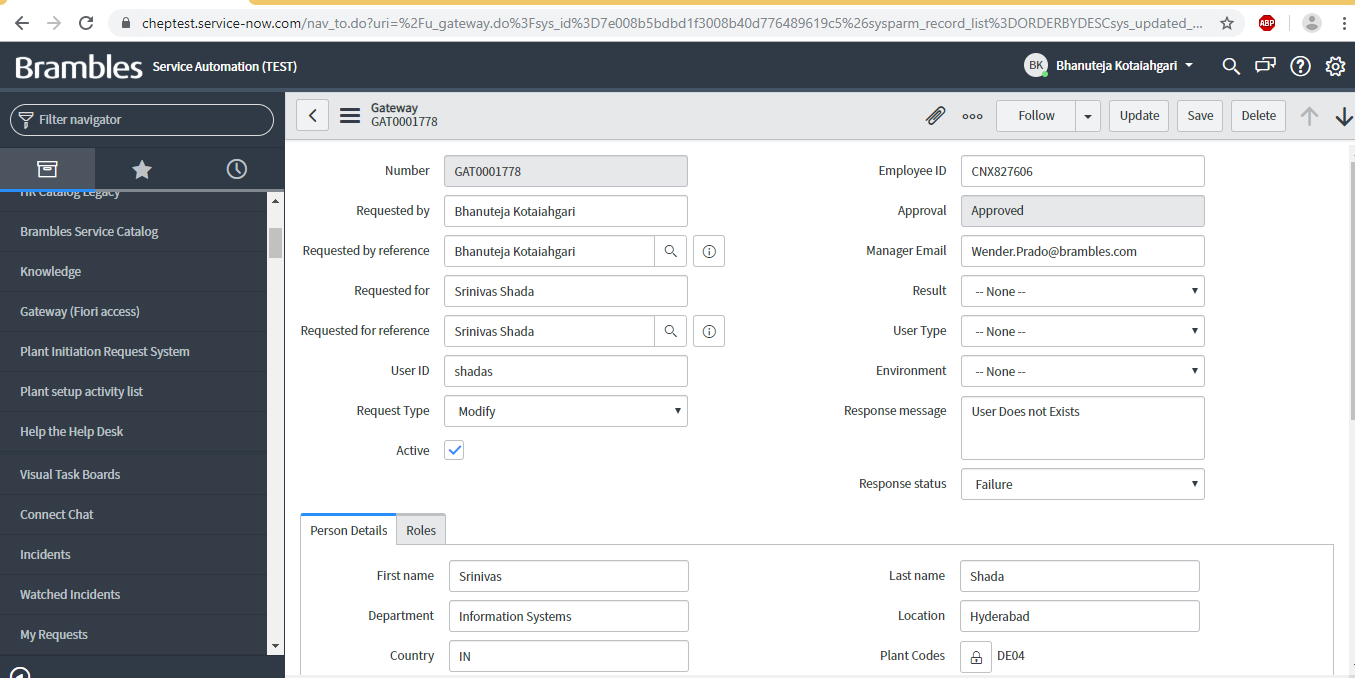 cheptest.service-now.com/nav_to.do?uri=%2Fu_gateway.do%3Fsys_id%3D7e008b5bdbd1f3008b40d776489619c5%26sysparm_record_list%3DORDERBYDESCsys_updated_...
ABP
Brambles Service Automation (TEST)
BK Bhanuteja Kotaiahgari
Filter navigator
Gateway
GAT0001778
Follow
Update
Save
Delete
HR Catalog Legacy
Brambles Service Catalog
Knowledge
Gateway (Fiori access)
Plant Initiation Request System
Plant setup activity list
Help the Help Desk
Visual Task Boards
Connect Chat
Incidents
Watched Incidents
My Requests
Number GAT0001778
Requested by Bhanuteja Kotaiahgari
Requested by reference Bhanuteja Kotaiahgari
Requested for Srinivas Shada
Requested for reference Srinivas Shada
User ID shadas
Request Type Modify
Active
Employee ID CNX827606
Approval Approved
Manager Email Wender.Prado@brambles.com
Result -- None --
User Type -- None --
Environment -- None --
Response message User Does not Exists
Response status Failure
Person Details Roles
First name Srinivas
Department Information Systems
Country IN
Last name Shada
Location Hyderabad
Plant Codes DE04